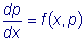 dp/dx = f(x, p)